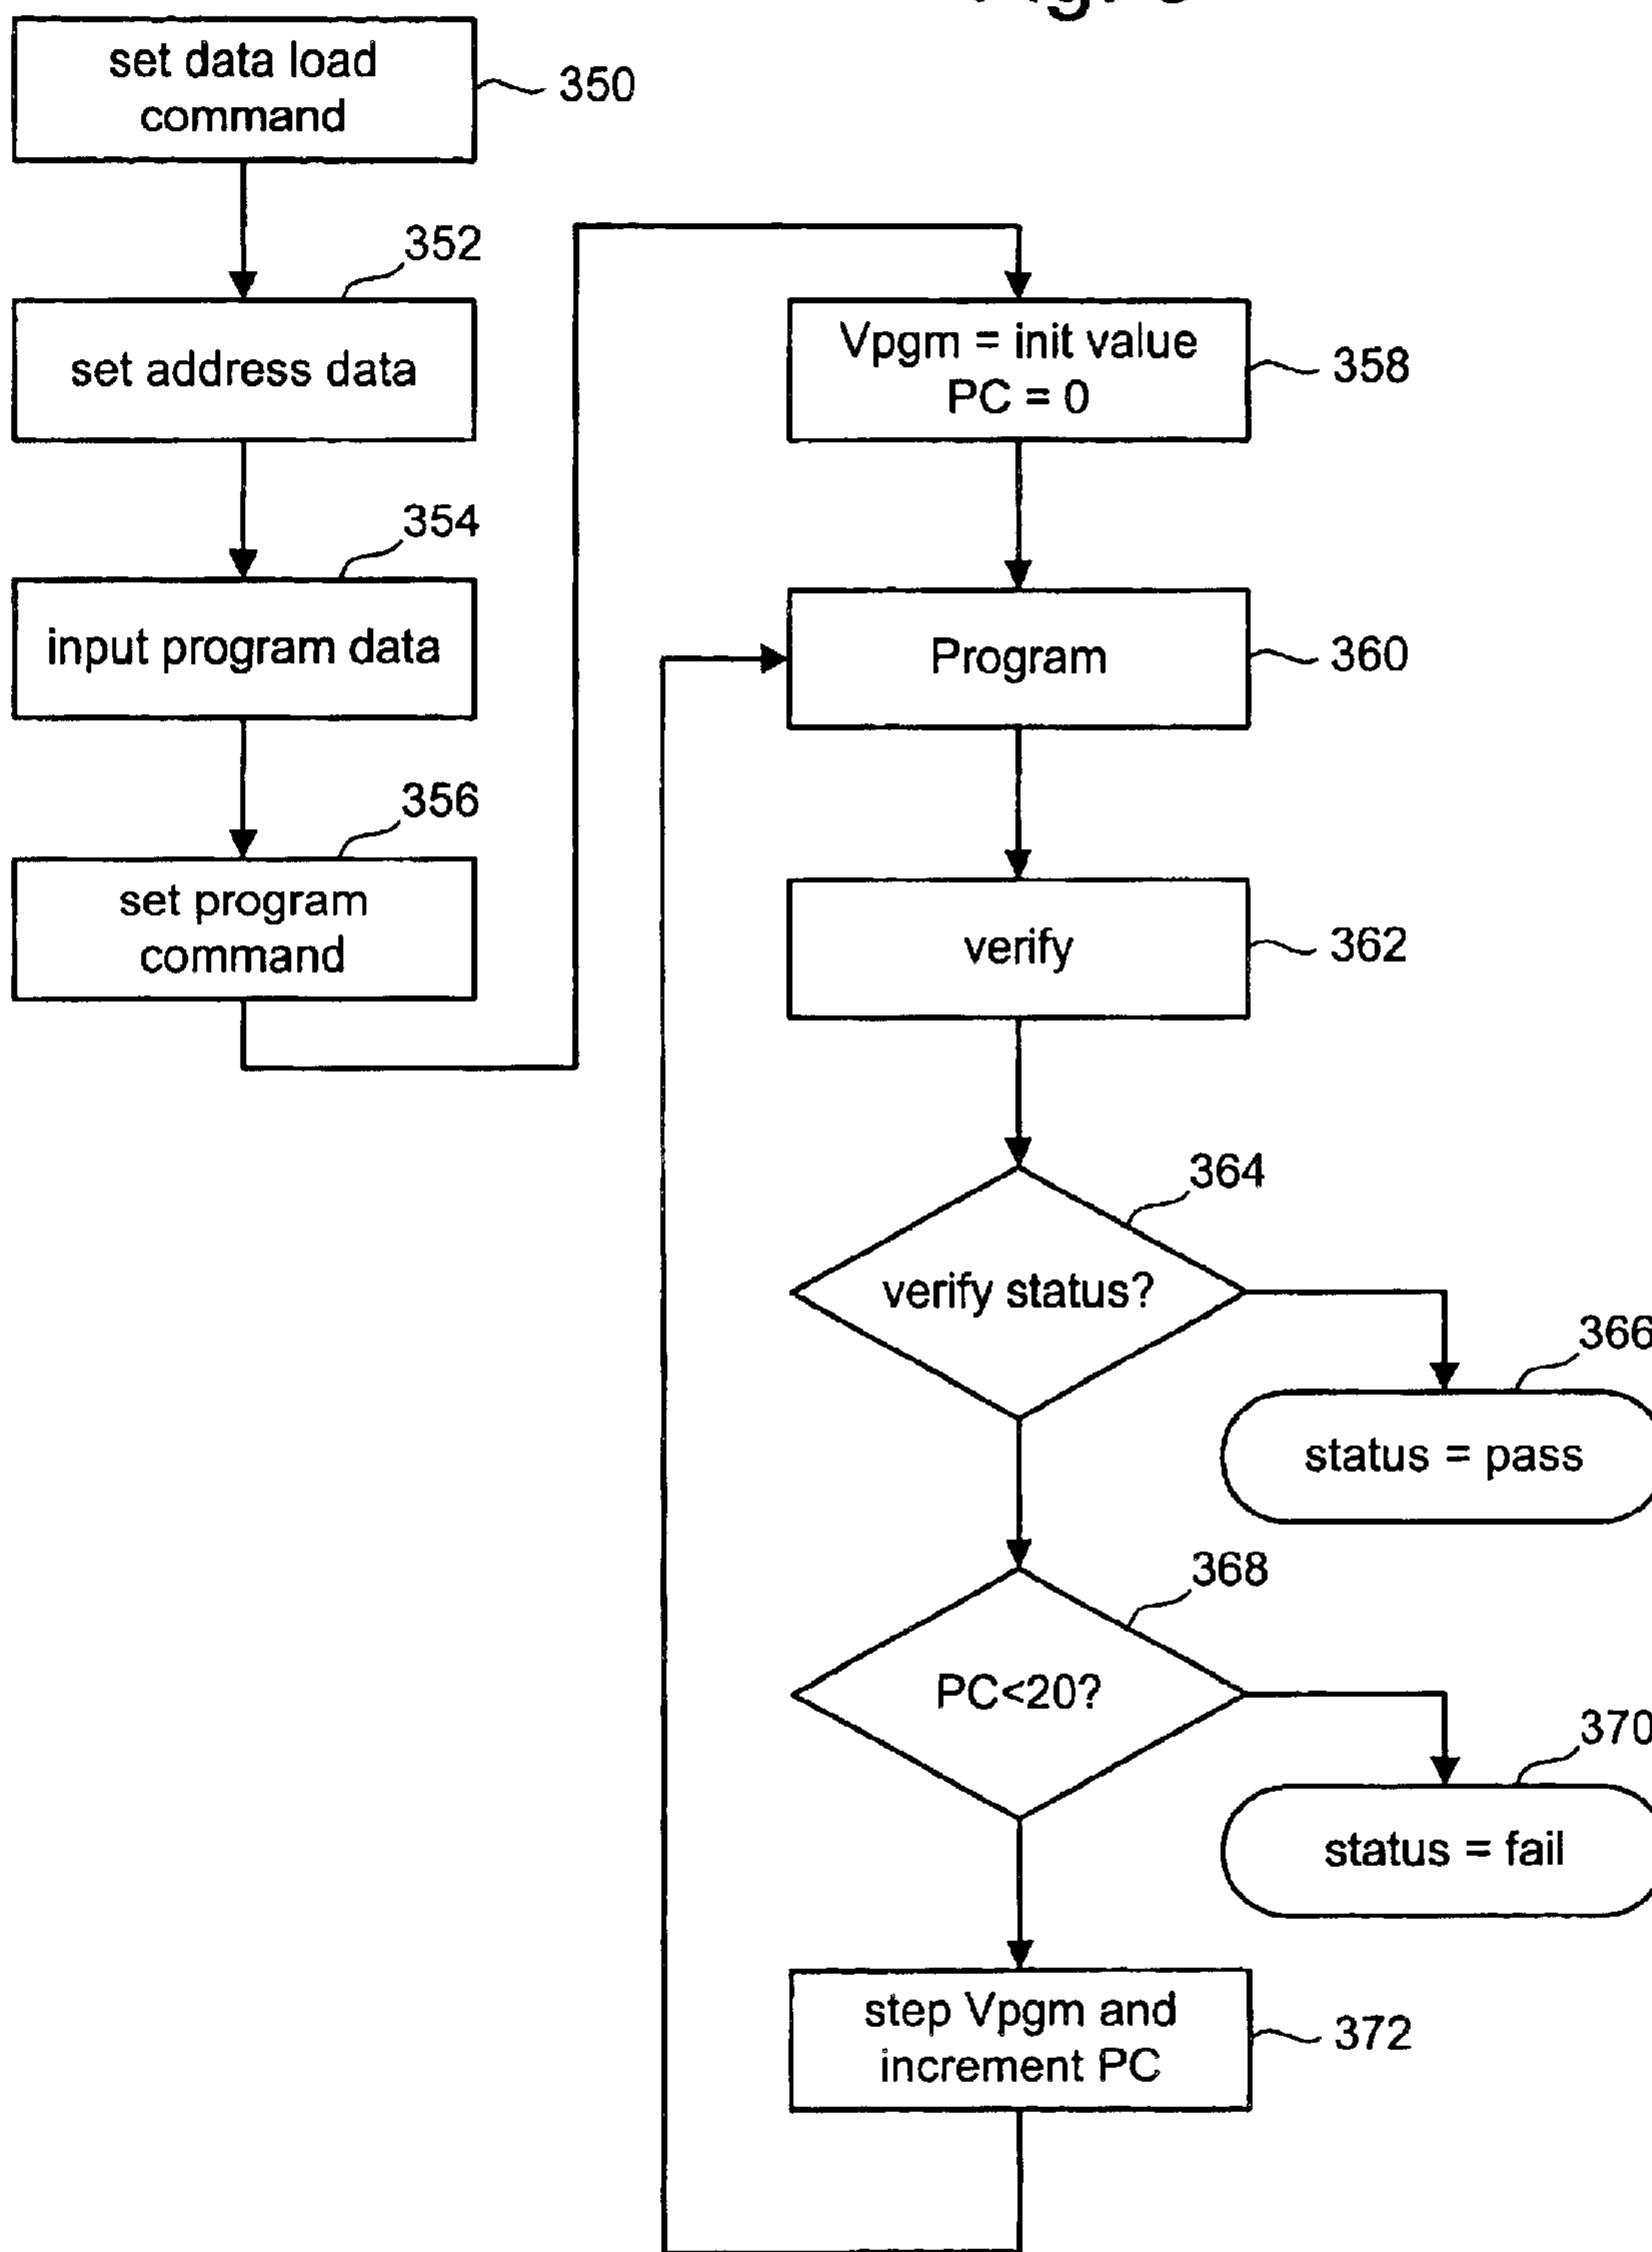 set data load
command
350
352
set address data
354
input program data
356
set program
command
Vpgm = init value
PC = 0
358
Program
360
verify
362
364
verify status?
366
status = pass
368
PC<20?
370
status = fail
step Vpgm and
increment PC
372